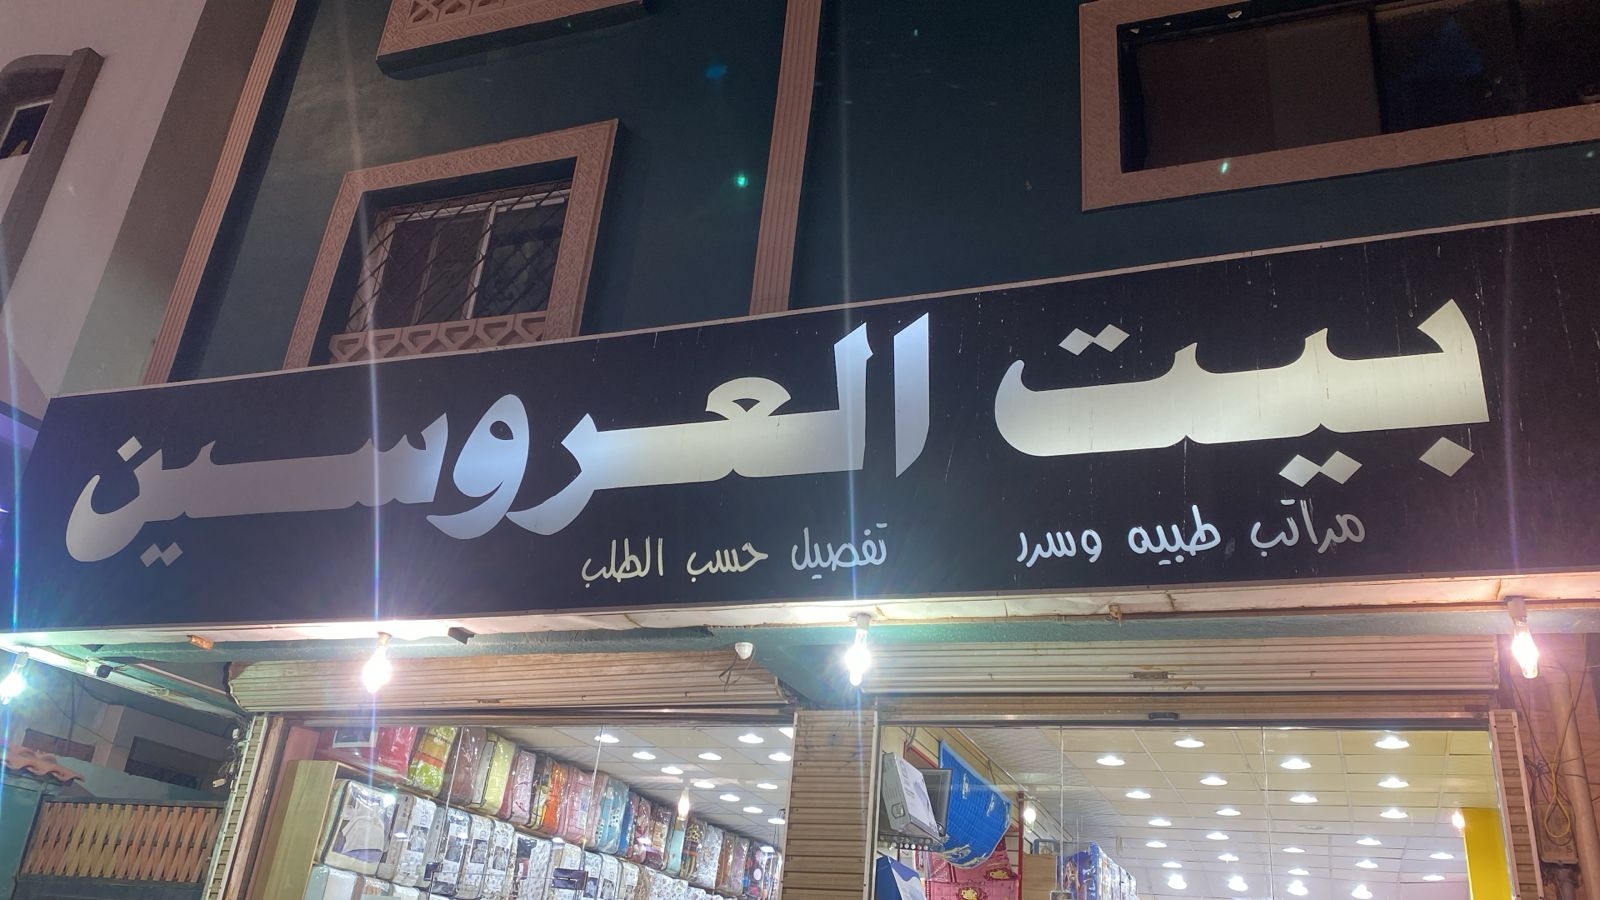 بيت العروسين
مراتب طبيه وسرر تفصيل حسب الطلب